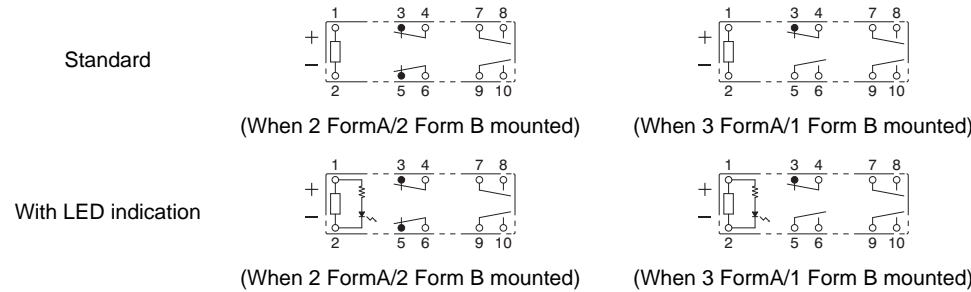 1 3 4 7 8 1 3 4 7 8
+ +
Standard
− −
2 5 6 9 10 2 5 6 9 10
(When 2 FormA/2 Form B mounted) (When 3 FormA/1 Form B mounted)
1 3 4 7 8 1 3 4 7 8
+ +
With LED indication
− −
2 5 6 9 10 2 5 6 9 10
(When 2 FormA/2 Form B mounted) (When 3 FormA/1 Form B mounted)